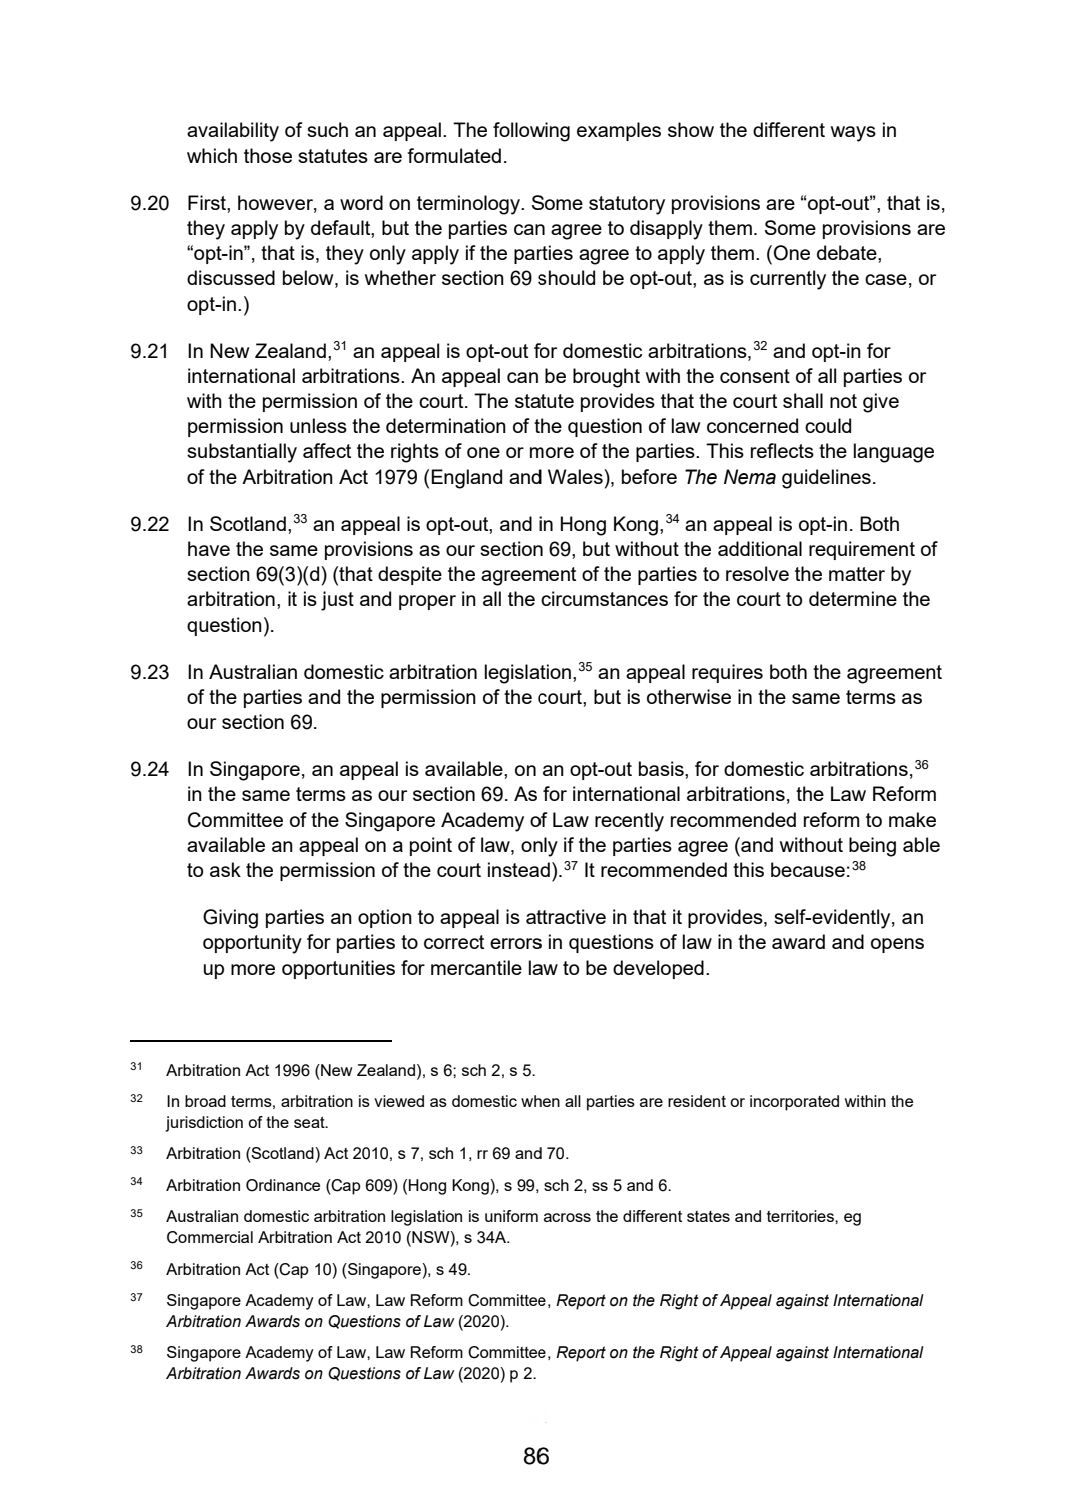 availability of such an appeal. The following examples show the different ways in
which those statutes are formulated.
9.20 First, however, a word on terminology. Some statutory provisions are “opt-out”, that is,
they apply by default, but the parties can agree to disapply them. Some provisions are
“opt-in”, that is, they only apply if the parties agree to apply them. (One debate,
discussed below, is whether section 69 should be opt-out, as is currently the case, or
opt-in.)
9.21 In New Zealand,31 an appeal is opt-out for domestic arbitrations,32 and opt-in for
international arbitrations. An appeal can be brought with the consent of all parties or
with the permission of the court. The statute provides that the court shall not give
permission unless the determination of the question of law concerned could
substantially affect the rights of one or more of the parties. This reflects the language
of the Arbitration Act 1979 (England and Wales), before The Nema guidelines.
9.22 In Scotland,33 an appeal is opt-out, and in Hong Kong,34 an appeal is opt-in. Both
have the same provisions as our section 69, but without the additional requirement of
section 69(3)(d) (that despite the agreement of the parties to resolve the matter by
arbitration, it is just and proper in all the circumstances for the court to determine the
question).
9.23 In Australian domestic arbitration legislation,35 an appeal requires both the agreement
of the parties and the permission of the court, but is otherwise in the same terms as
our section 69.
9.24 In Singapore, an appeal is available, on an opt-out basis, for domestic arbitrations,36
in the same terms as our section 69. As for international arbitrations, the Law Reform
Committee of the Singapore Academy of Law recently recommended reform to make
available an appeal on a point of law, only if the parties agree (and without being able
to ask the permission of the court instead).37 It recommended this because:38
Giving parties an option to appeal is attractive in that it provides, self-evidently, an
opportunity for parties to correct errors in questions of law in the award and opens
up more opportunities for mercantile law to be developed.
31 Arbitration Act 1996 (New Zealand), s 6; sch 2, s 5.
32 In broad terms, arbitration is viewed as domestic when all parties are resident or incorporated within the
jurisdiction of the seat.
33 Arbitration (Scotland) Act 2010, s 7, sch 1, rr 69 and 70.
34 Arbitration Ordinance (Cap 609) (Hong Kong), s 99, sch 2, ss 5 and 6.
35 Australian domestic arbitration legislation is uniform across the different states and territories, eg
Commercial Arbitration Act 2010 (NSW), s 34A.
36 Arbitration Act (Cap 10) (Singapore), s 49.
37 Singapore Academy of Law, Law Reform Committee, Report on the Right of Appeal against International
Arbitration Awards on Questions of Law (2020).
38 Singapore Academy of Law, Law Reform Committee, Report on the Right of Appeal against International
Arbitration Awards on Questions of Law (2020) p 2.
86